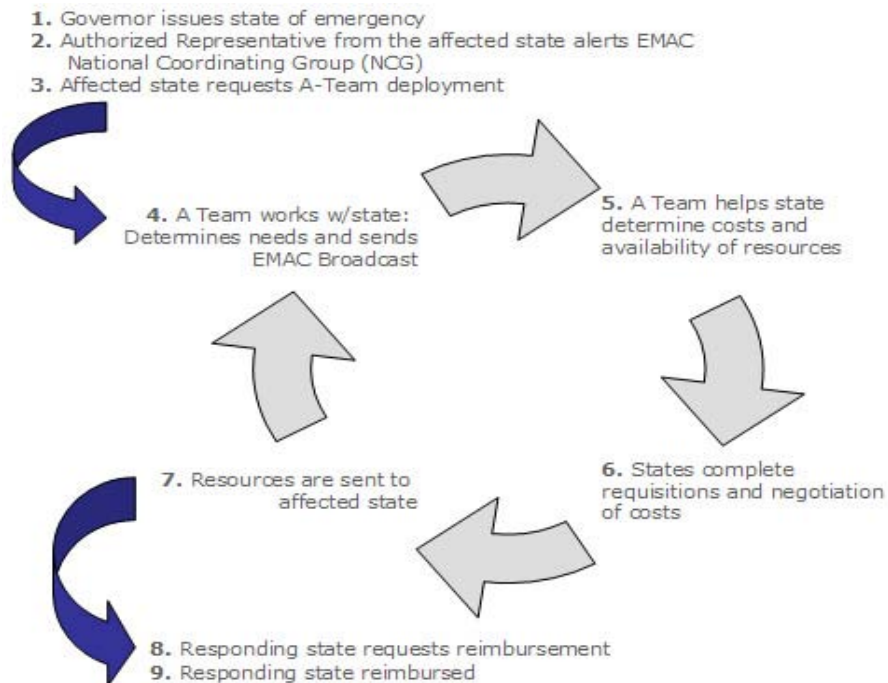 1. Governor issues state of emergency
2. Authorized Representative from the affected state alerts EMAC
National Coordinating Group (NCG)
3. Affected state requests A-Team deployment
4. A Team works w/state:
Determines needs and sends
EMAC Broadcast
5. A Team helps state
determine costs and
availability of resources
6. States complete
requisitions and negotiation
of costs
7. Resources are sent to
affected state
8. Responding state requests reimbursement
9. Responding state reimbursed